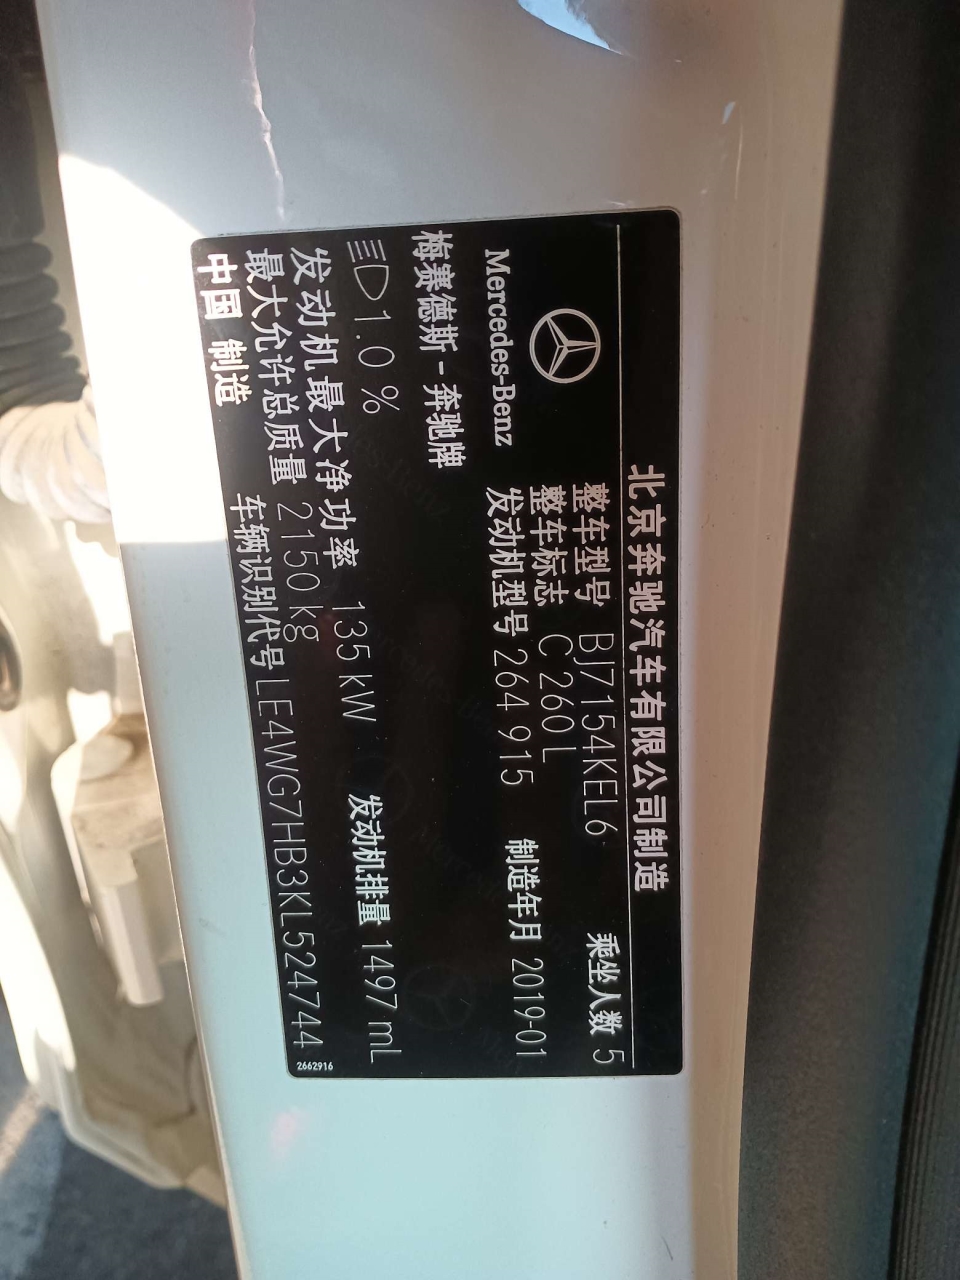 北京奔驰汽车有限公司制造
整车型号 BJ7154KEL6 乘坐人数 5
整车标志 C 260 L
Mercedes-Benz 发动机型号 264 915 制造年月 2019-01
梅赛德斯-奔驰牌
1.0 %
发动机最大净功率 135 kW 发动机排量 1497 mL
最大允许总质量 2150 kg
中国 制造 车辆识别代号 LE4WG7HB3KL524744
2662916